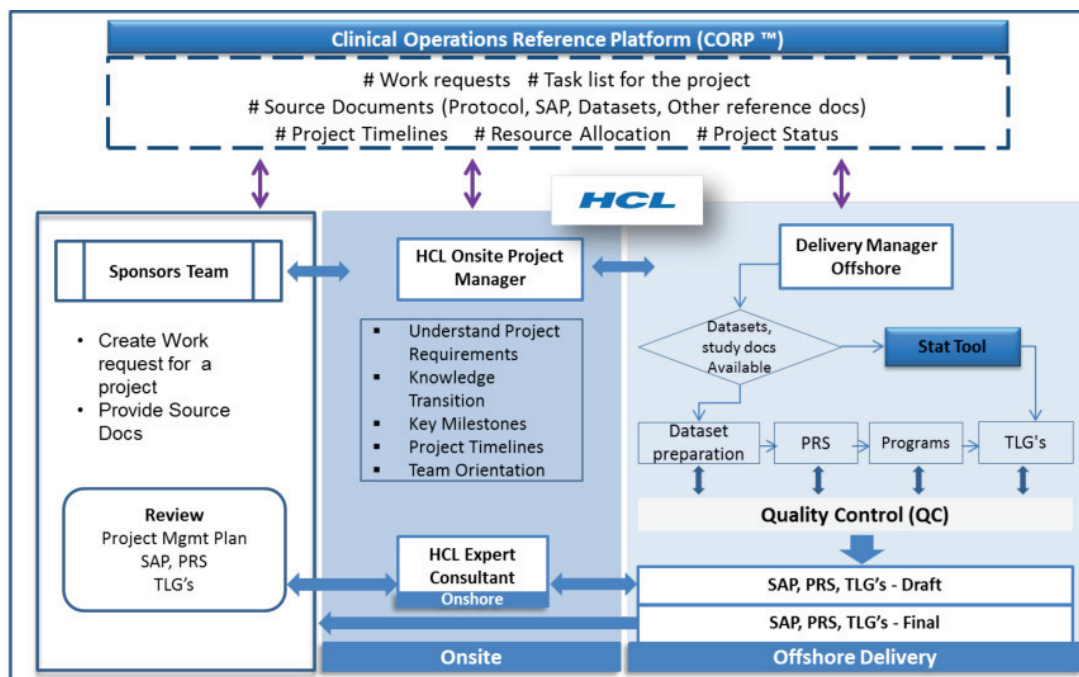 Clinical Operations Reference Platform (CORP ™)
# Work requests # Task list for the project
# Source Documents (Protocol, SAP, Datasets, Other reference docs)
# Project Timelines # Resource Allocation # Project Status
HCL
Sponsors Team
• Create Work
request for a
project
• Provide Source
Docs
Review
Project Mgmt Plan
SAP, PRS
TLG’s
HCL Onsite Project
Manager
▪ Understand Project
Requirements
▪ Knowledge
Transition
▪ Key Milestones
▪ Project Timelines
▪ Team Orientation
HCL Expert
Consultant
Onshore
Onsite
Delivery Manager
Offshore
Datasets,
study docs
Available
Stat Tool
Dataset
preparation
PRS
Programs
TLG's
Quality Control (QC)
SAP, PRS, TLG’s - Draft
SAP, PRS, TLG’s - Final
Offshore Delivery